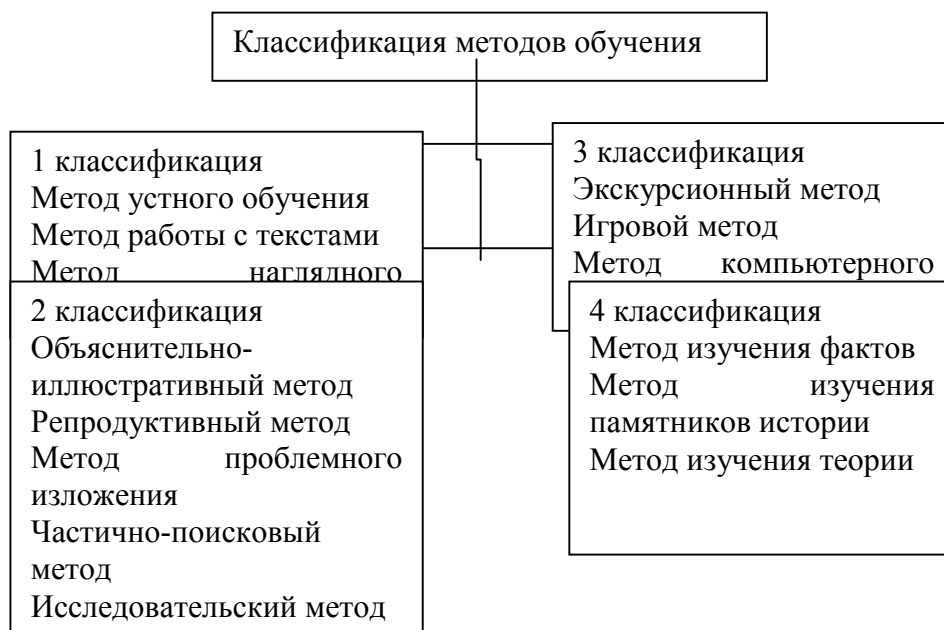 Классификация методов обучения
1 классификация
Метод устного обучения
Метод работы с текстами
Метод наглядного
2 классификация
Объяснительно-
иллюстративный метод
Репродуктивный метод
Метод проблемного
изложения
Частично-поисковый
метод
Исследовательский метод
3 классификация
Экскурсионный метод
Игровой метод
Метод компьютерного
4 классификация
Метод изучения фактов
Метод изучения
памятников истории
Метод изучения теории